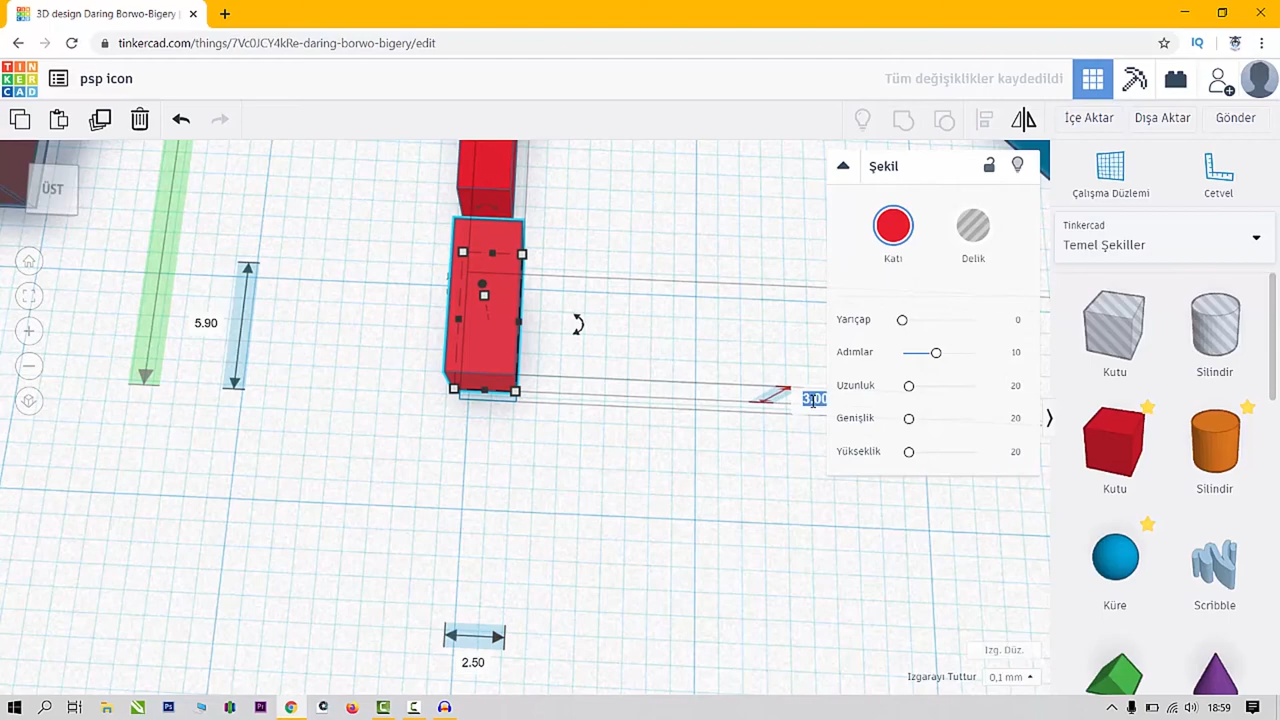 3D design Daring Borwo-Bigery |
tinkercad.com/things/7Vc0JCY4kRe-daring-borwo-bigery/edit
IQ
TIN
KER
CAD
psp icon
Tüm değişiklikler kaydedildi
İçe Aktar
Dışa Aktar
Gönder
ÜST
Şekil
Katı
Delik
Yarıçap 0
Adımlar 10
Uzunluk 20
Genişlik 20
Yükseklik 20
5.90
3.00
2.50
Çalışma Düzlemi
Cetvel
Tinkercad
Temel Şekiller
Kutu
Silindir
Kutu
Silindir
Küre
Scribble
Izg. Düz.
Izgarayı Tuttur
0,1 mm
18:59